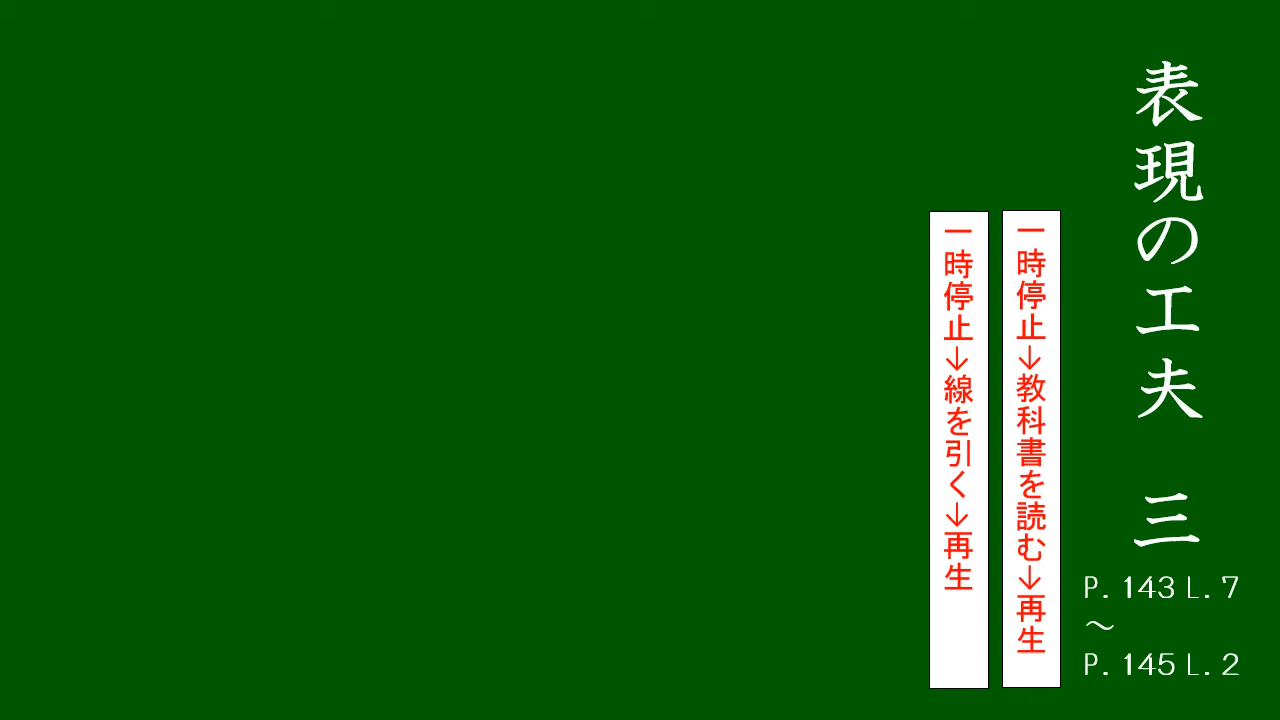 表現の工夫　三
P.143 L.7
～
P.145 L.2
一時停止→教科書を読む→再生
一時停止→線を引く→再生